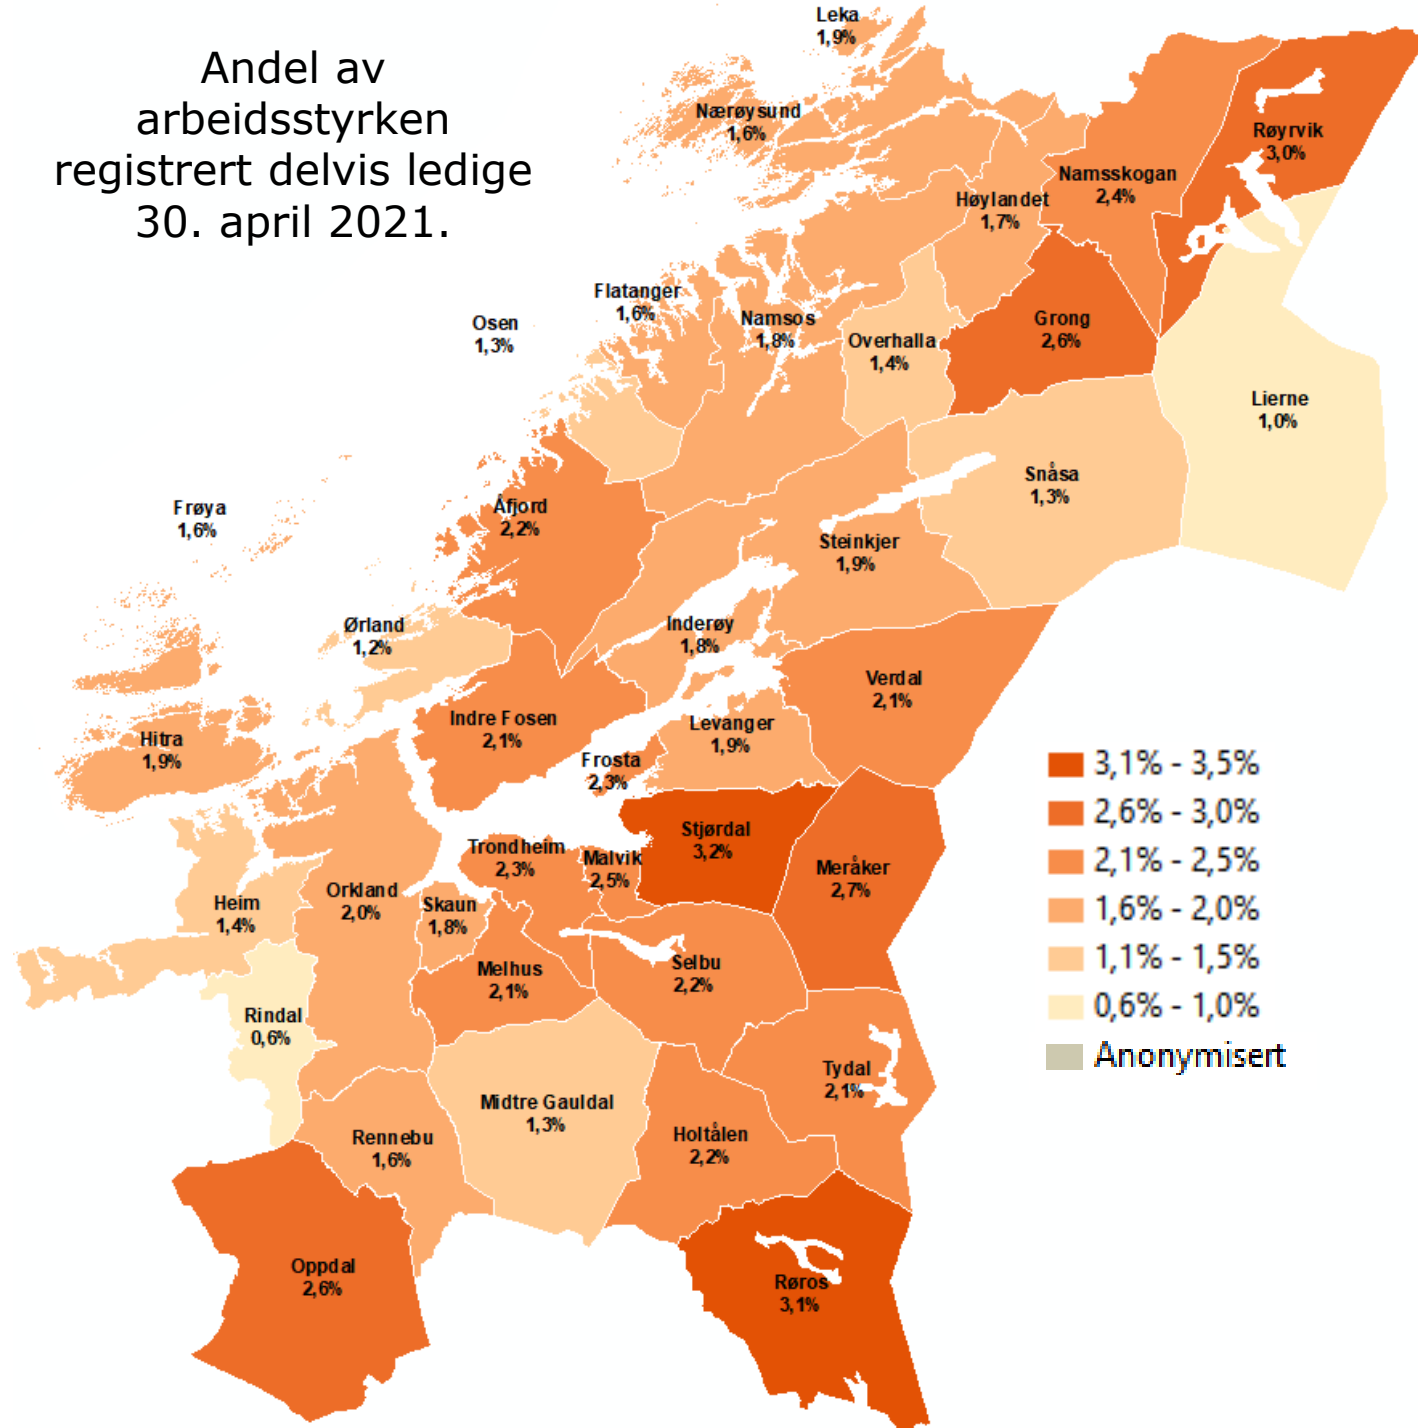 Andel av
arbeidsstyrken
registrert delvis ledige
30. april 2021.
Leka
1,9%
Nærøysund
1,6%
Røyrvik
3,0%
Namsskogan
2,4%
Høylandet
1,7%
Flatanger
1,6%
Osen
1,3%
Namsos
1,8%
Overhalla
1,4%
Grong
2,6%
Lierne
1,0%
Snåsa
1,3%
Frøya
1,6%
Åfjord
2,2%
Steinkjer
1,9%
Ørland
1,2%
Inderøy
1,8%
Verdal
2,1%
Indre Fosen
2,1%
Levanger
1,9%
Hitra
1,9%
Frosta
2,3%
Stjørdal
3,2%
Trondheim
2,3%
Malvik
2,5%
Meråker
2,7%
Orkland
2,0%
Heim
1,4%
Skaun
1,8%
Melhus
2,1%
Selbu
2,2%
Rindal
0,6%
Tydal
2,1%
Midtre Gauldal
1,3%
Rennebu
1,6%
Holtålen
2,2%
Oppdal
2,6%
Røros
3,1%
3,1% - 3,5%
2,6% - 3,0%
2,1% - 2,5%
1,6% - 2,0%
1,1% - 1,5%
0,6% - 1,0%
Anonymisert